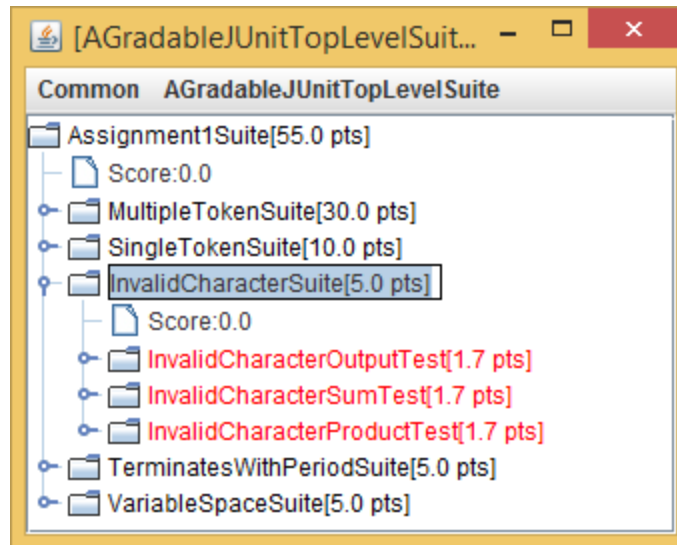 [AGradableJUnitTopLevelSuit...
Common AGradableJUnitTopLevelSuite
Assignment1Suite[55.0 pts]
Score:0.0
MultipleTokenSuite[30.0 pts]
SingleTokenSuite[10.0 pts]
InvalidCharacterSuite[5.0 pts]
Score:0.0
InvalidCharacterOutputTest[1.7 pts]
InvalidCharacterSumTest[1.7 pts]
InvalidCharacterProductTest[1.7 pts]
TerminatesWithPeriodSuite[5.0 pts]
VariableSpaceSuite[5.0 pts]